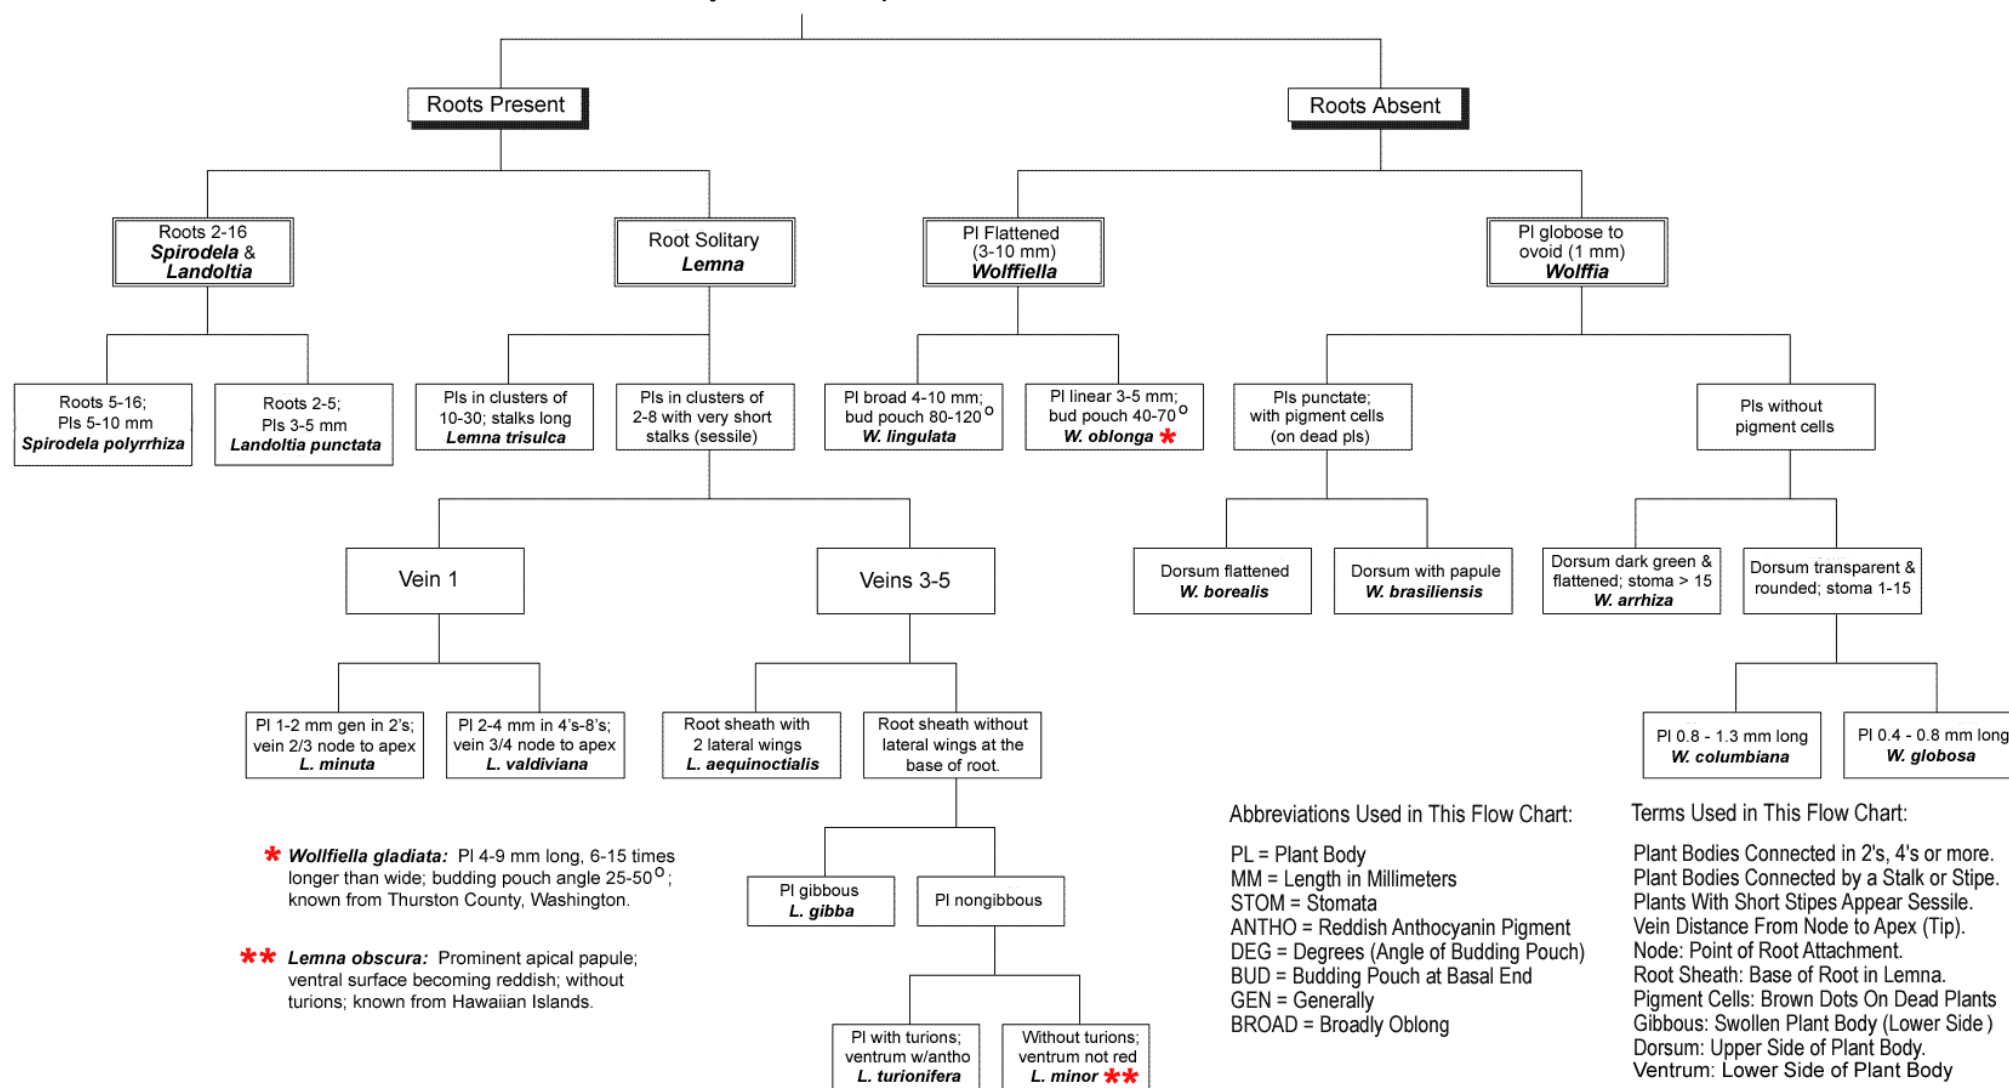 Roots Present
Roots Absent
Roots 2-16
Spirodela &
Landoltia
Root Solitary
Lemna
Pl Flattened
(3-10 mm)
Wolffiella
Pl globose to
ovoid (1 mm)
Wolffia
Roots 5-16;
Pls 5-10 mm
Spirodela polyrrhiza
Roots 2-5;
Pls 3-5 mm
Landoltia punctata
Pls in clusters of
10-30; stalks long
Lemna trisulca
Pls in clusters of
2-8 with very short
stalks (sessile)
Pl broad 4-10 mm;
bud pouch 80-120°
W. lingulata
Pl linear 3-5 mm;
bud pouch 40-70°
W. oblonga *
Pls punctate;
with pigment cells
(on dead pls)
Pls without
pigment cells
Vein 1
Veins 3-5
Dorsum flattened
W. borealis
Dorsum with papule
W. brasiliensis
Dorsum dark green &
flattened; stoma > 15
W. arrhiza
Dorsum transparent &
rounded; stoma 1-15
Pl 1-2 mm gen in 2's;
vein 2/3 node to apex
L. minuta
Pl 2-4 mm in 4's-8's;
vein 3/4 node to apex
L. valdiviana
Root sheath with
2 lateral wings
L. aequinoctialis
Root sheath without
lateral wings at the
base of root.
Pl 0.8 - 1.3 mm long
W. columbiana
Pl 0.4 - 0.8 mm long
W. globosa
Pl gibbous
L. gibba
Pl nongibbous
Pl with turions;
ventrum w/antho
L. turionifera
Without turions;
ventrum not red
L. minor **
* Wollfiella gladiata: Pl 4-9 mm long, 6-15 times
longer than wide; budding pouch angle 25-50°;
known from Thurston County, Washington.
** Lemna obscura: Prominent apical papule;
ventral surface becoming reddish; without
turions; known from Hawaiian Islands.
Abbreviations Used in This Flow Chart:
PL = Plant Body
MM = Length in Millimeters
STOM = Stomata
ANTHO = Reddish Anthocyanin Pigment
DEG = Degrees (Angle of Budding Pouch)
BUD = Budding Pouch at Basal End
GEN = Generally
BROAD = Broadly Oblong
Terms Used in This Flow Chart:
Plant Bodies Connected in 2's, 4's or more.
Plant Bodies Connected by a Stalk or Stipe.
Plants With Short Stipes Appear Sessile.
Vein Distance From Node to Apex (Tip).
Node: Point of Root Attachment.
Root Sheath: Base of Root in Lemna.
Pigment Cells: Brown Dots On Dead Plants
Gibbous: Swollen Plant Body (Lower Side )
Dorsum: Upper Side of Plant Body.
Ventrum: Lower Side of Plant Body